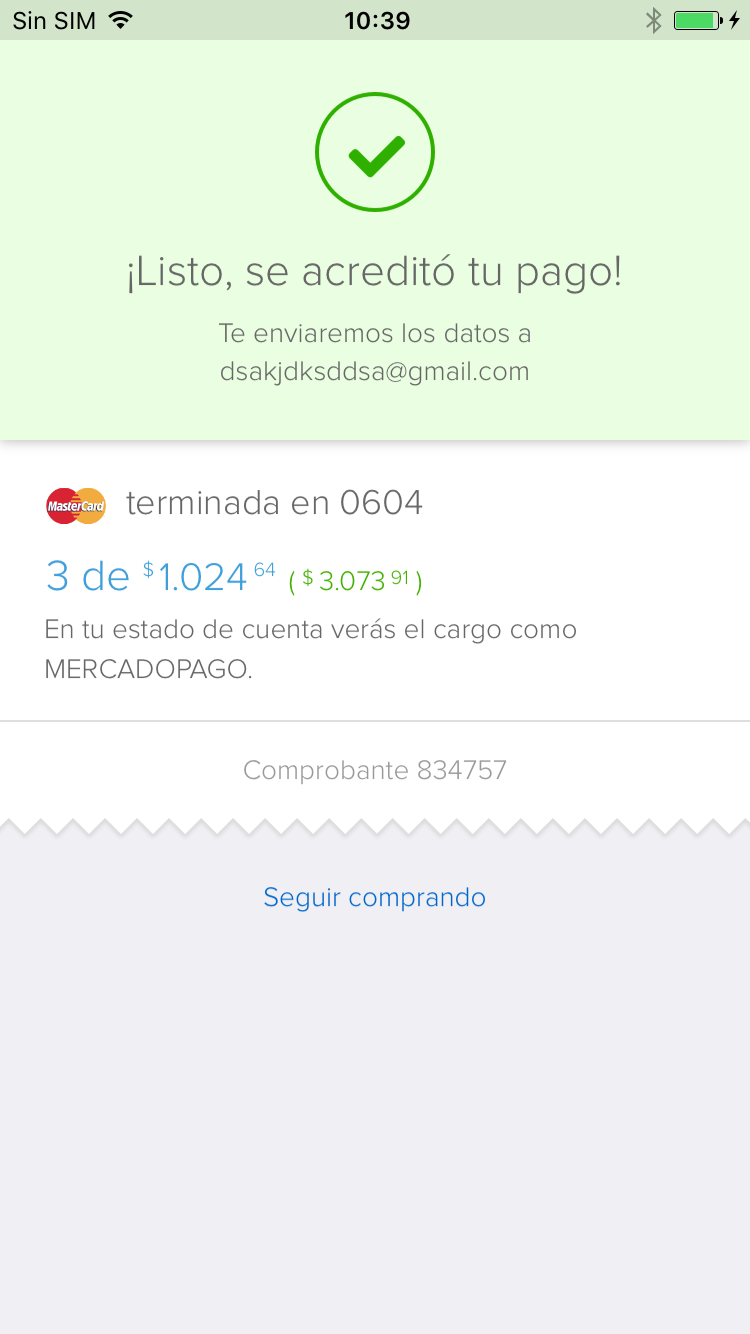 Sin SIM 10:39
¡Listo, se acreditó tu pago!
Te enviaremos los datos a
dsakjdksddsa@gmail.com
MasterCard terminada en 0604
3 de $ 1.024 64 ( $ 3.073 91 )
En tu estado de cuenta verás el cargo como
MERCADOPAGO.
Comprobante 834757
Seguir comprando